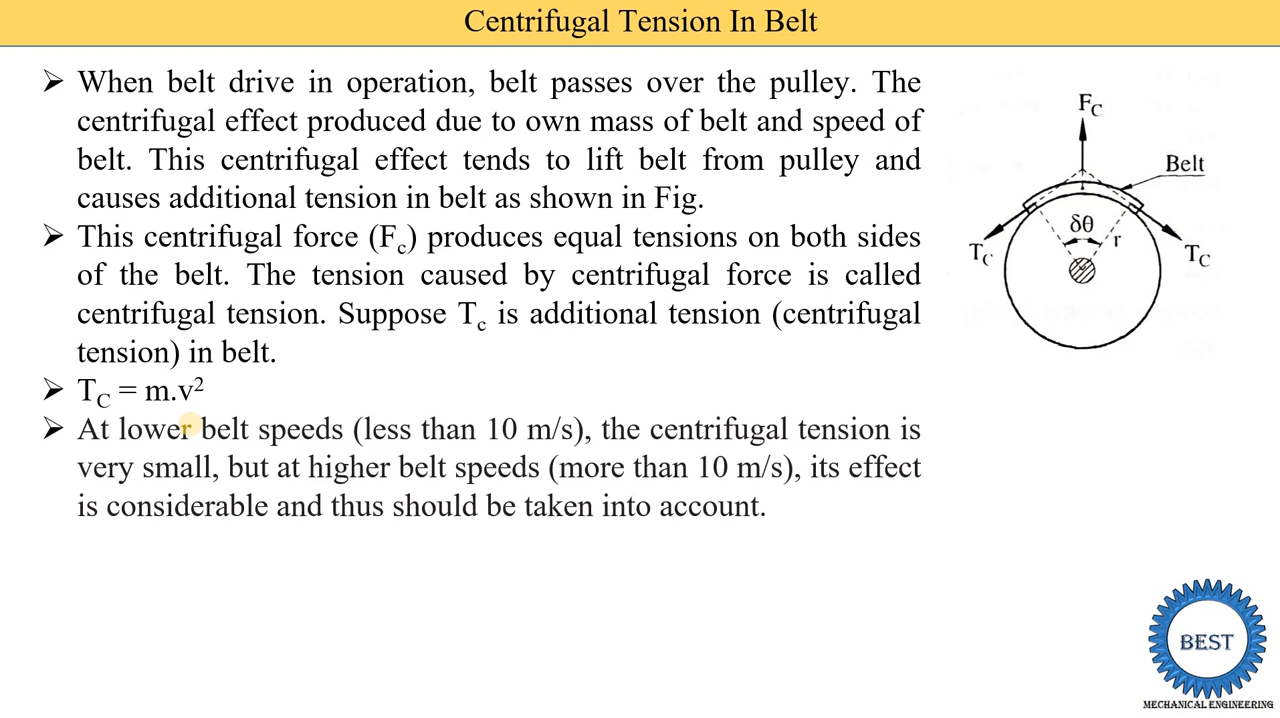 Centrifugal Tension In Belt
➢ When belt drive in operation, belt passes over the pulley. The
centrifugal effect produced due to own mass of belt and speed of
belt. This centrifugal effect tends to lift belt from pulley and
causes additional tension in belt as shown in Fig.
➢ This centrifugal force (Fc) produces equal tensions on both sides
of the belt. The tension caused by centrifugal force is called
centrifugal tension. Suppose Tc is additional tension (centrifugal
tension) in belt.
➢ TC = m.v²
➢ At lower belt speeds (less than 10 m/s), the centrifugal tension is
very small, but at higher belt speeds (more than 10 m/s), its effect
is considerable and thus should be taken into account.
FC
Belt
δθ
r
TC
TC
BEST
MECHANICAL ENGINEERING